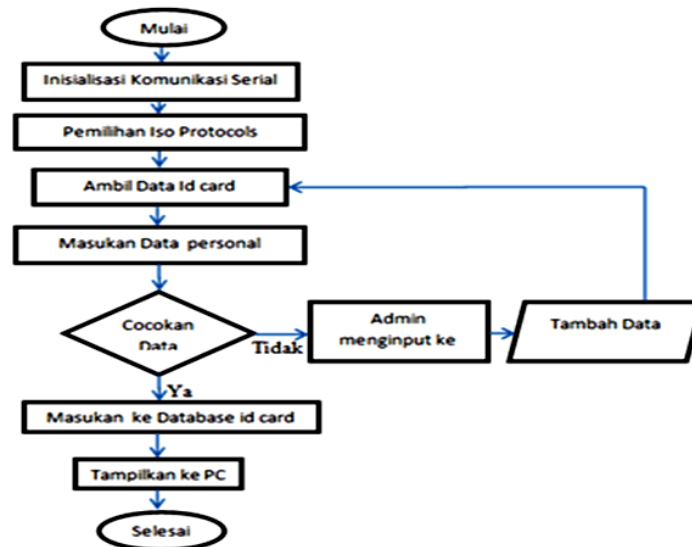 Mulai
Inisialisasi Komunikasi Serial
Pemilihan Iso Protocols
Ambil Data Id card
Masukan Data personal
Cocokan
Data
Tidak
Admin
menginput ke
Tambah Data
Ya
Masukan ke Database id card
Tampilkan ke PC
Selesai